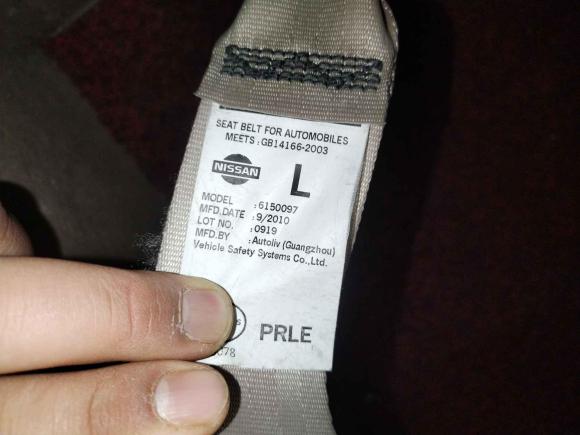 SEAT BELT FOR AUTOMOBILES
MEETS :GB14166-2003
NISSAN
L
MODEL :6150097
MFD.DATE :9/2010
LOT NO. :0919
MFD.BY :Autoliv (Guangzhou)
Vehicle Safety Systems Co.,Ltd.
PRLE